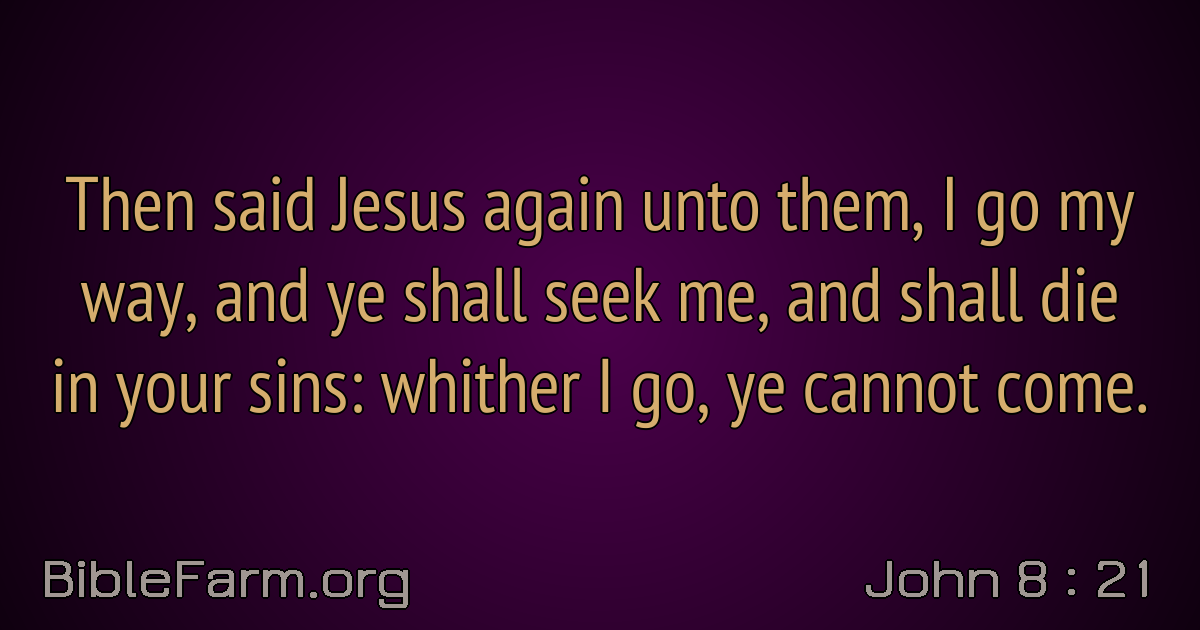 Then said Jesus again unto them, I go my
way, and ye shall seek me, and shall die
in your sins: whither I go, ye cannot come.
BibleFarm.org
John 8 : 21